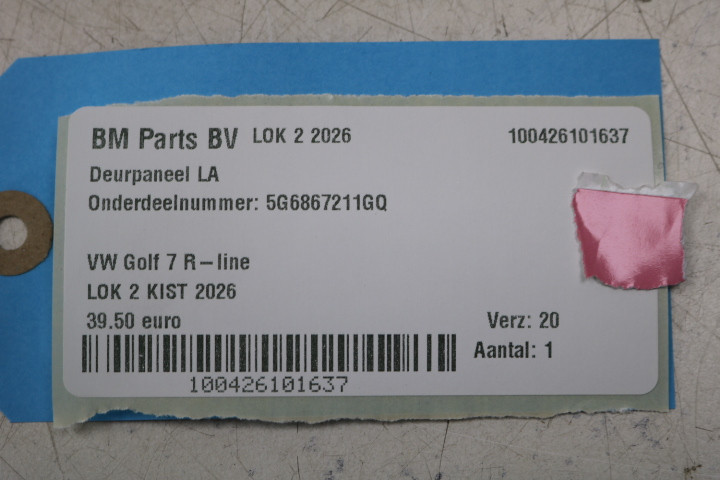 BM Parts BV LOK 2 2026 100426101637
Deurpaneel LA
Onderdeelnummer: 5G6867211GQ
VW Golf 7 R-line
LOK 2 KIST 2026
39.50 euro Verz: 20
Aantal: 1
100426101637